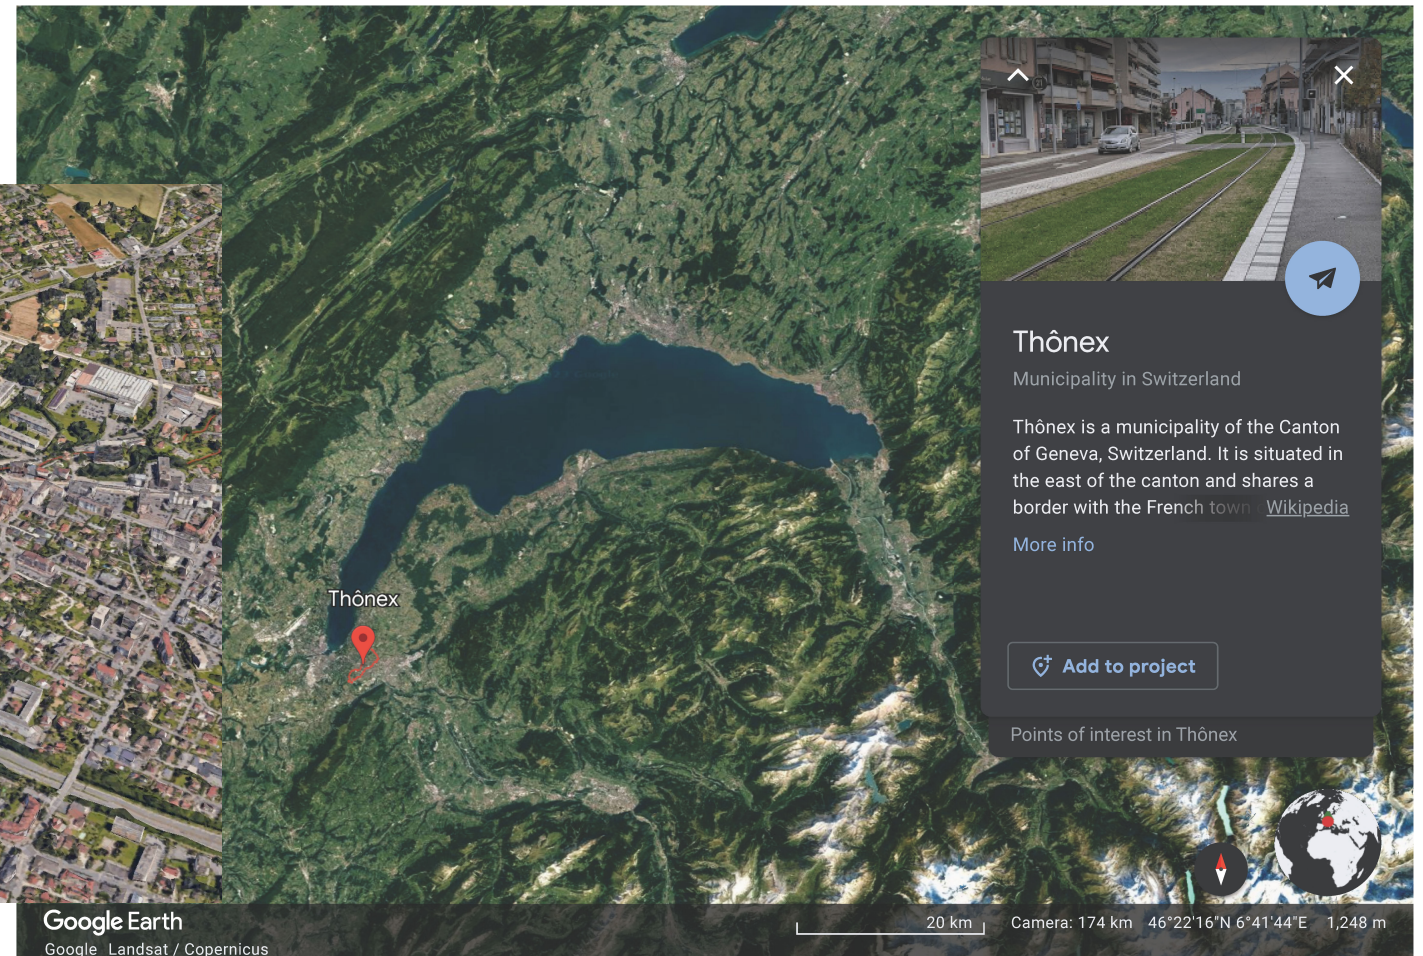 Thônex
Thônex
Municipality in Switzerland
Thônex is a municipality of the Canton
of Geneva, Switzerland. It is situated in
the east of the canton and shares a
border with the French town Wikipedia
More info
Add to project
Points of interest in Thônex
Google Earth
20 km
Camera: 174 km 46°22'16"N 6°41'44"E 1,248 m
Google Landsat / Copernicus